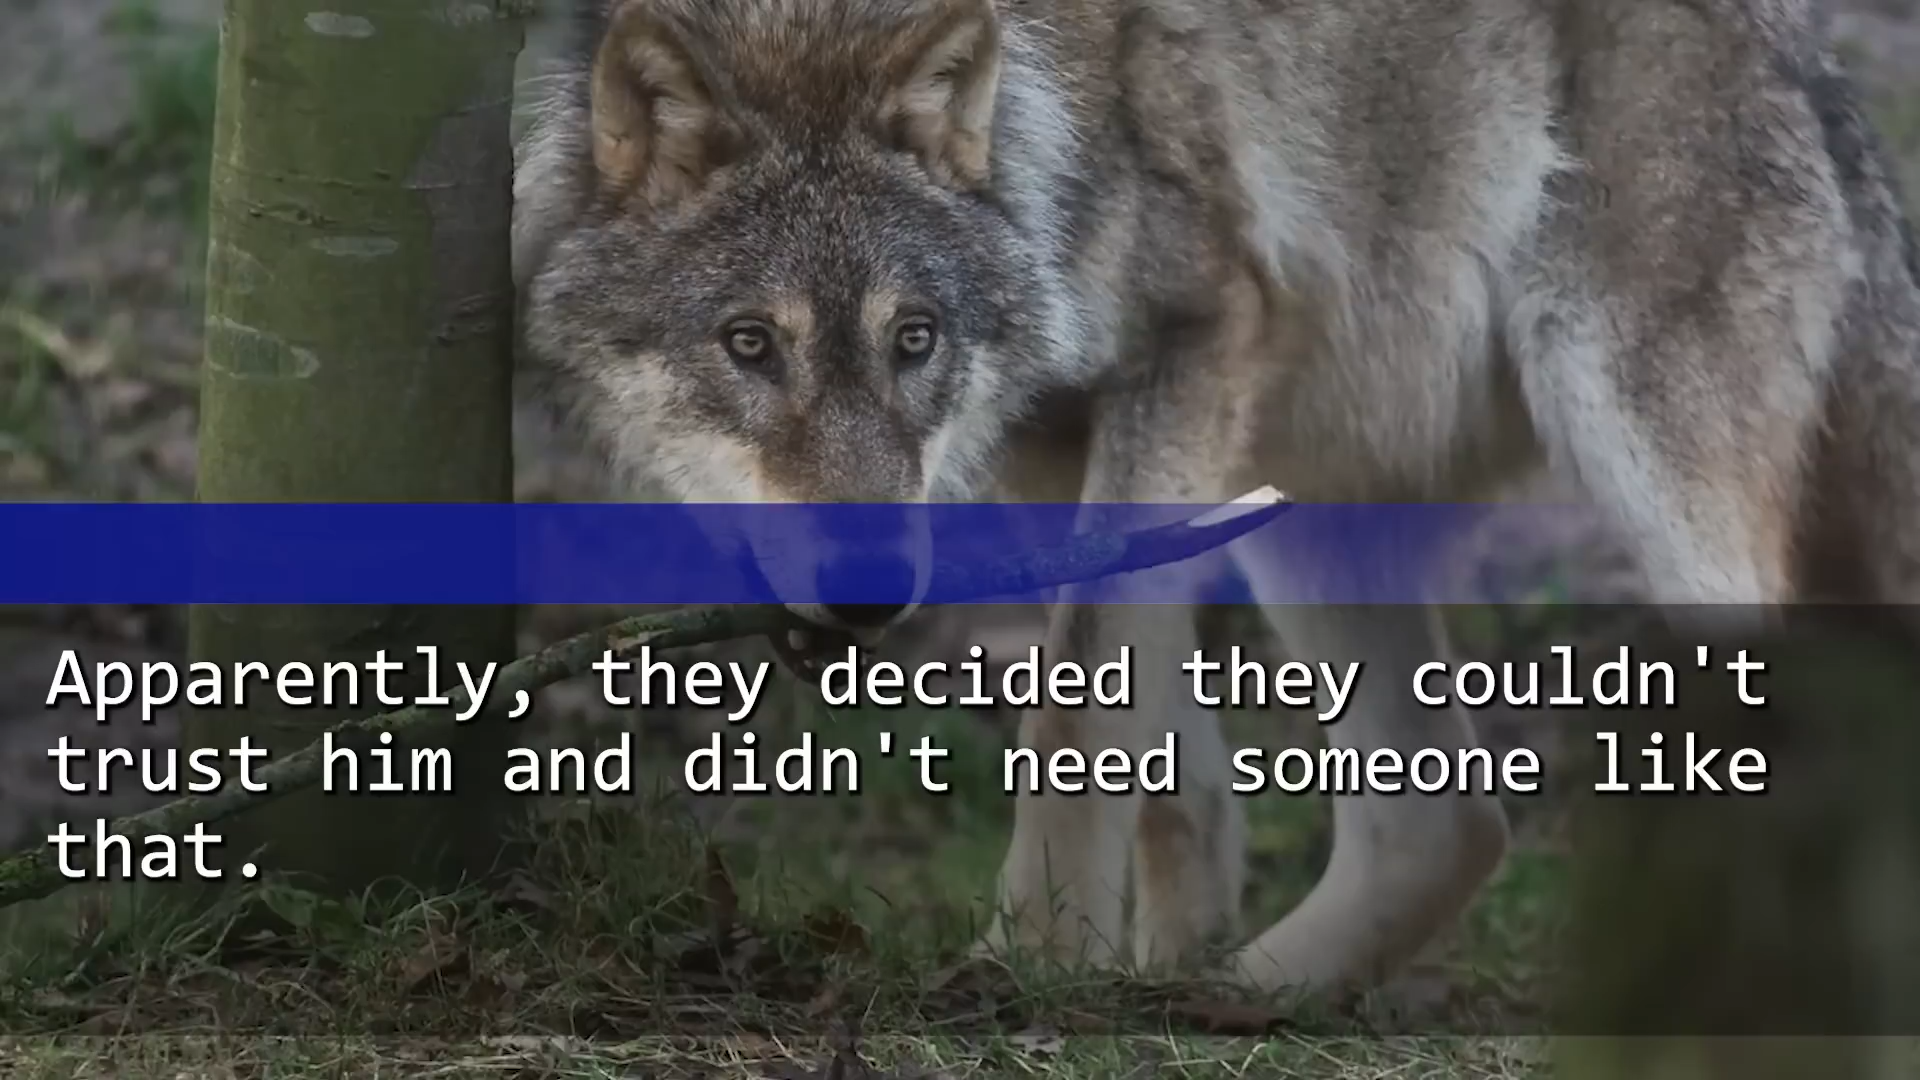 Apparently, they decided they couldn't
trust him and didn't need someone like
that.